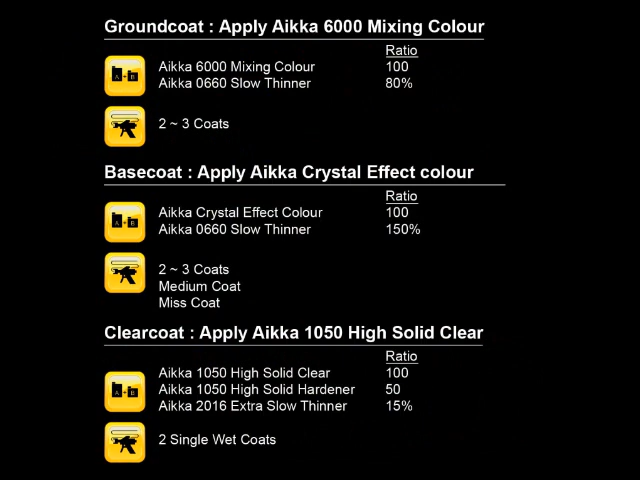 Groundcoat : Apply Aikka 6000 Mixing Colour
Ratio
Aikka 6000 Mixing Colour 100
Aikka 0660 Slow Thinner 80%
A B
2 ~ 3 Coats
Basecoat : Apply Aikka Crystal Effect colour
Ratio
Aikka Crystal Effect Colour 100
Aikka 0660 Slow Thinner 150%
A B
2 ~ 3 Coats
Medium Coat
Miss Coat
Clearcoat : Apply Aikka 1050 High Solid Clear
Ratio
Aikka 1050 High Solid Clear 100
Aikka 1050 High Solid Hardener 50
A B
Aikka 2016 Extra Slow Thinner 15%
2 Single Wet Coats